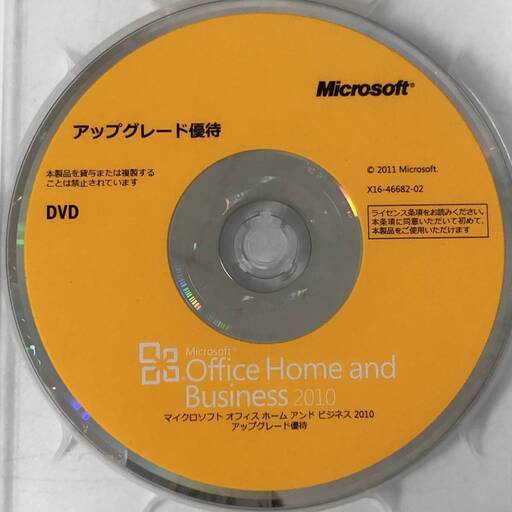 Microsoft®
アップグレード優待
本製品を貸与または複製する
ことは禁止されています
© 2011 Microsoft.
X16-46682-02
DVD
ライセンス条項をお読みください。
本条項に同意いただいて初めて、
本製品をご使用いただけます
Microsoft®
Office Home and
Business 2010
マイクロソフト オフィス ホーム アンド ビジネス 2010
アップグレード優待